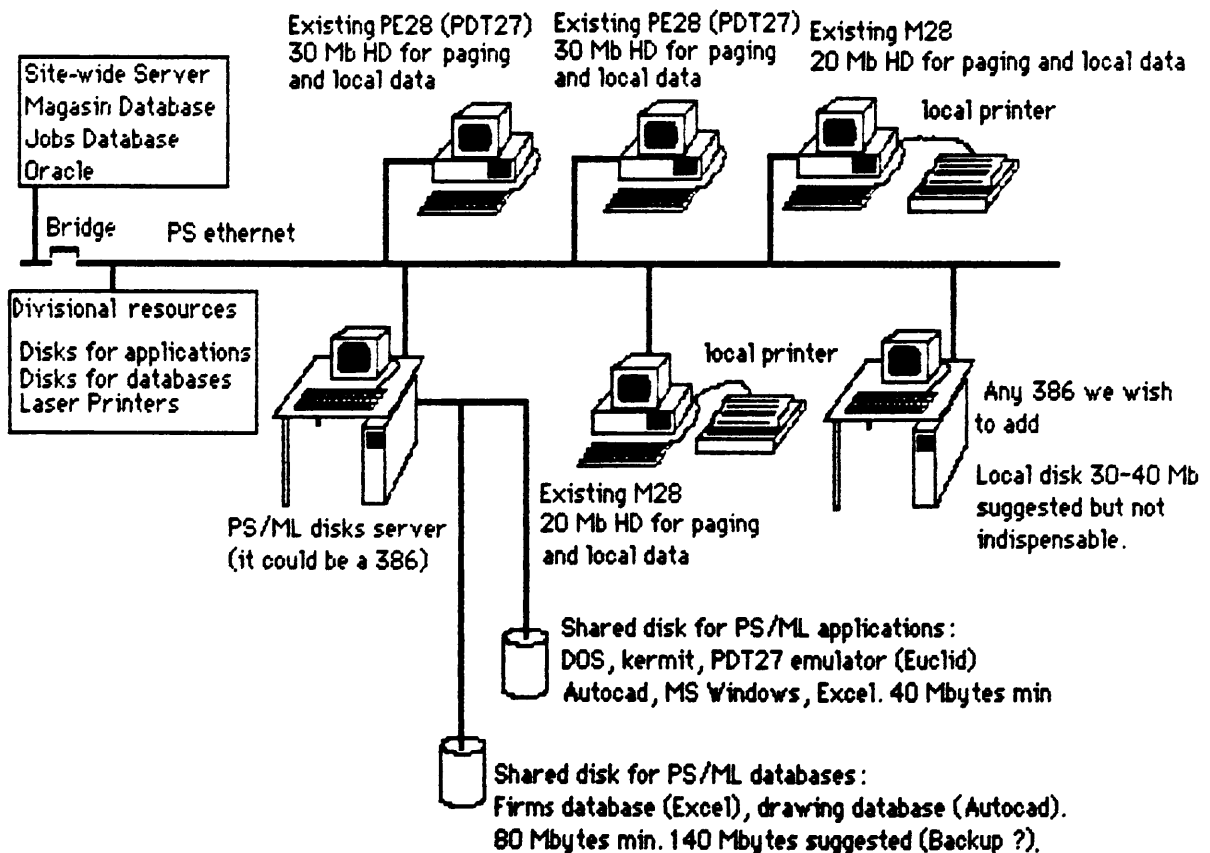 Existing PE28 (PDT27)
30 Mb HD for paging
and local data
Existing PE28 (PDT27)
30 Mb HD for paging
and local data
Existing M28
20 Mb HD for paging and local data
local printer
Site-wide Server
Magasin Database
Jobs Database
Oracle
Bridge
PS ethernet
Divisional resources
Disks for applications
Disks for databases
Laser Printers
PS/ML disks server
(it could be a 386)
local printer
Existing M28
20 Mb HD for paging
and local data
Any 386 we wish
to add
Local disk 30-40 Mb
suggested but not
indispensable.
Shared disk for PS/ML applications:
DOS, kermit, PDT27 emulator (Euclid)
Autocad, MS Windows, Excel. 40 Mbytes min
Shared disk for PS/ML databases:
Firms database (Excel), drawing database (Autocad).
80 Mbytes min. 140 Mbytes suggested (Backup ?).